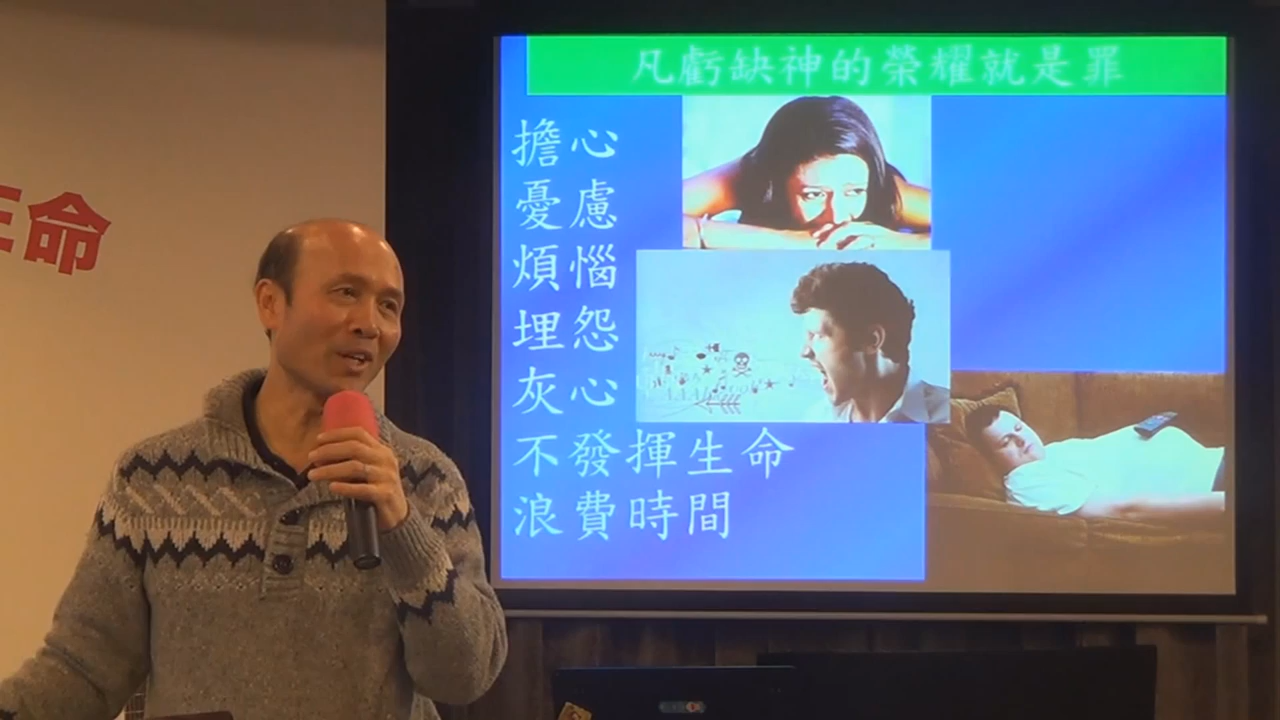 凡虧缺神的榮耀就是罪
擔心
憂慮
煩惱
埋怨
灰心
不發揮生命
浪費時間
命